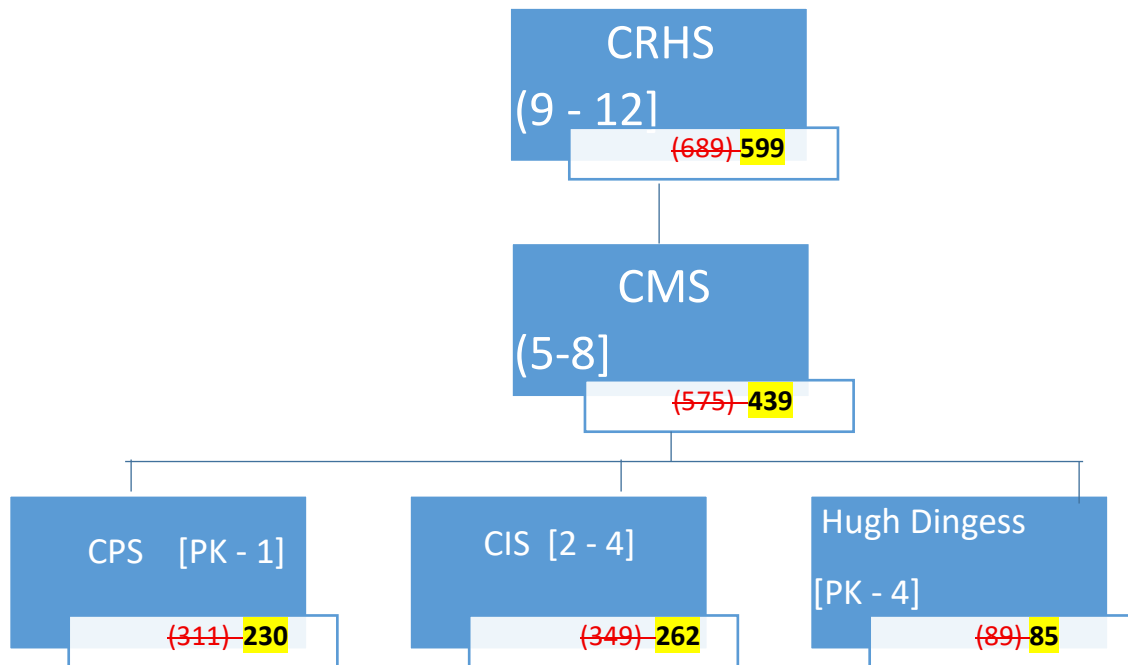 CRHS
(9 - 12]
(689) 599
CMS
(5-8]
(575) 439
CPS [PK - 1]
(311) 230
CIS [2 - 4]
(349) 262
Hugh Dingess
[PK - 4]
(89) 85